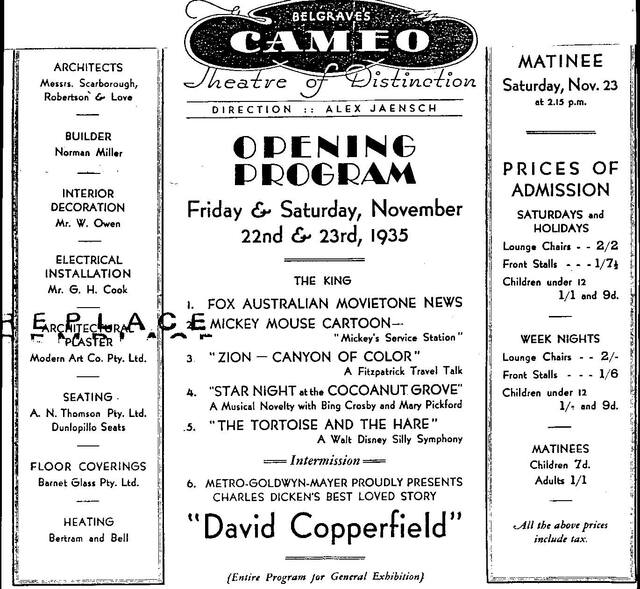 BELGRAVE'S
CAMEO
Theatre of Distinction
DIRECTION :: ALEX JAENSCH
ARCHITECTS
Messrs. Scarborough,
Robertson & Love
BUILDER
Norman Miller
INTERIOR
DECORATION
Mr. W. Owen
ELECTRICAL
INSTALLATION
Mr. G. H. Cook
REPLACE
ARCHITECTURAL
PLASTER
Modern Art Co. Pty. Ltd.
SEATING
A. N. Thomson Pty. Ltd.
Dunlopillo Seats
FLOOR COVERINGS
Barnet Glass Pty. Ltd.
HEATING
Bertram and Bell
OPENING
PROGRAM
Friday & Saturday, November
22nd & 23rd, 1935
THE KING
1. FOX AUSTRALIAN MOVIETONE NEWS
2. MICKEY MOUSE CARTOON—
"Mickey's Service Station"
3. "ZION — CANYON OF COLOR"
A Fitzpatrick Travel Talk
4. "STAR NIGHT at the COCOANUT GROVE"
A Musical Novelty with Bing Crosby and Mary Pickford
5. "THE TORTOISE AND THE HARE"
A Walt Disney Silly Symphony
Intermission
6. METRO-GOLDWYN-MAYER PROUDLY PRESENTS
CHARLES DICKEN'S BEST LOVED STORY
"David Copperfield"
(Entire Program for General Exhibition)
MATINEE
Saturday, Nov. 23
at 2.15 p.m.
PRICES OF
ADMISSION
SATURDAYS and
HOLIDAYS
Lounge Chairs - - 2/2
Front Stalls - - - 1/7½
Children under 12
1/1 and 9d.
WEEK NIGHTS
Lounge Chairs - - 2/-
Front Stalls - - - 1/6
Children under 12
1/- and 9d.
MATINEES
Children 7d.
Adults 1/1
All the above prices
include tax.